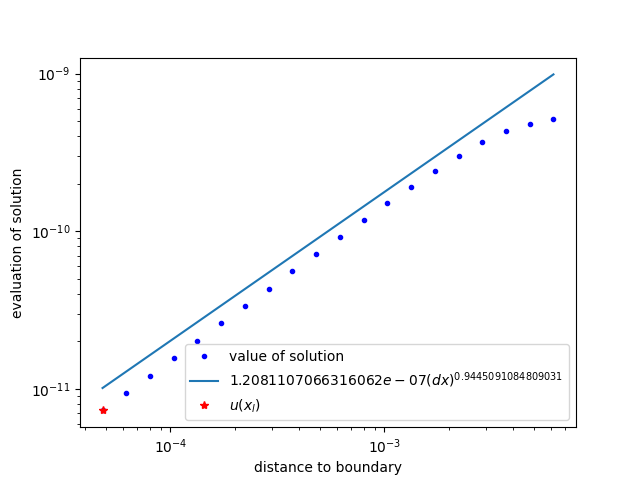 10⁻⁹
10⁻¹⁰
10⁻¹¹
evaluation of solution
value of solution
1.2081107066316062e − 07(dx)^0.9445091084809031
u(x_l)
10⁻⁴
10⁻³
distance to boundary